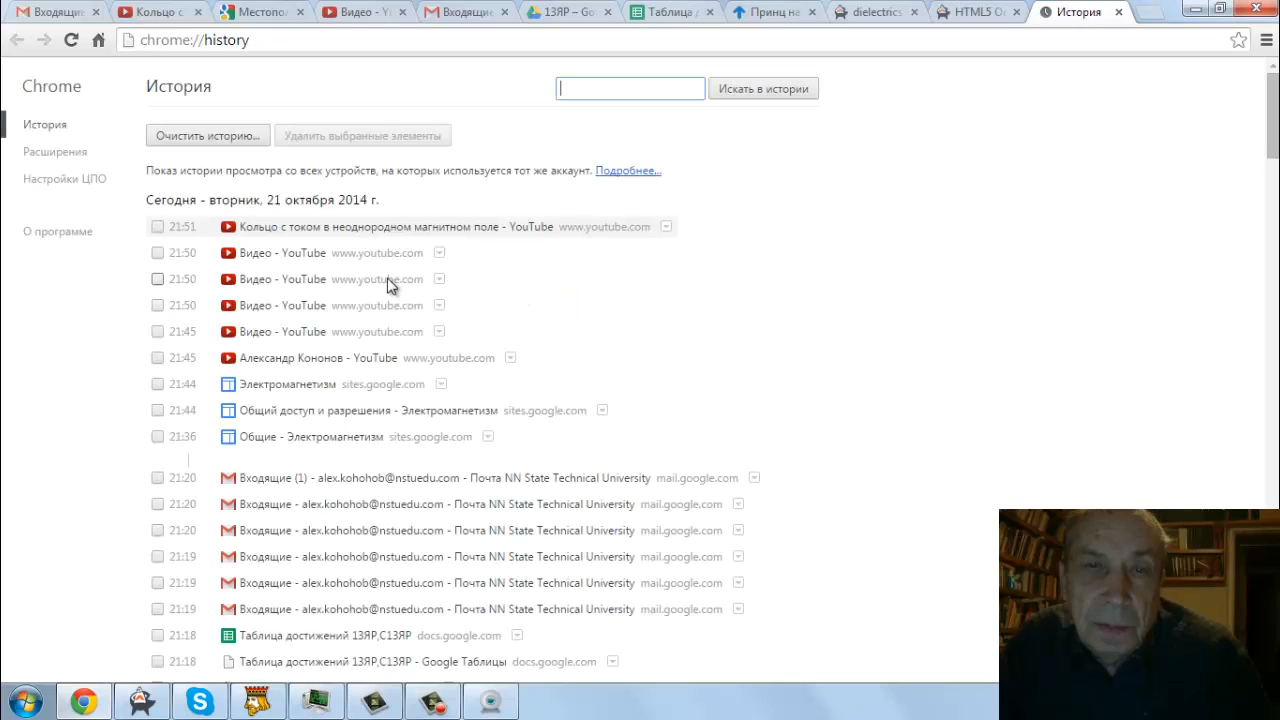 Входящие
Кольцо с
Местопол
Видео - Yo
Входящие
13ЯР – Go
Таблица д
Принц на
dielectrics
HTML5 O
История
chrome://history
Chrome
История
Искать в истории
История
Очистить историю...
Удалить выбранные элементы
Расширения
Показ истории просмотра со всех устройств, на которых используется тот же аккаунт. Подробнее...
Настройки ЦПО
Сегодня - вторник, 21 октября 2014 г.
О программе
21:51 Кольцо с током в неоднородном магнитном поле - YouTube www.youtube.com
21:50 Видео - YouTube www.youtube.com
21:50 Видео - YouTube www.youtube.com
21:50 Видео - YouTube www.youtube.com
21:45 Видео - YouTube www.youtube.com
21:45 Александр Кононов - YouTube www.youtube.com
21:44 Электромагнетизм sites.google.com
21:44 Общий доступ и разрешения - Электромагнетизм sites.google.com
21:36 Общие - Электромагнетизм sites.google.com
21:20 Входящие (1) - alex.kohohob@nstuedu.com - Почта NN State Technical University mail.google.com
21:20 Входящие - alex.kohohob@nstuedu.com - Почта NN State Technical University mail.google.com
21:20 Входящие - alex.kohohob@nstuedu.com - Почта NN State Technical University mail.google.com
21:19 Входящие - alex.kohohob@nstuedu.com - Почта NN State Technical University mail.google.com
21:19 Входящие - alex.kohohob@nstuedu.com - Почта NN State Technical University mail.google.com
21:19 Входящие - alex.kohohob@nstuedu.com - Почта NN State Technical University mail.google.com
21:18 Таблица достижений 13ЯР,С13ЯР docs.google.com
21:18 Таблица достижений 13ЯР,С13ЯР - Google Таблицы docs.google.com